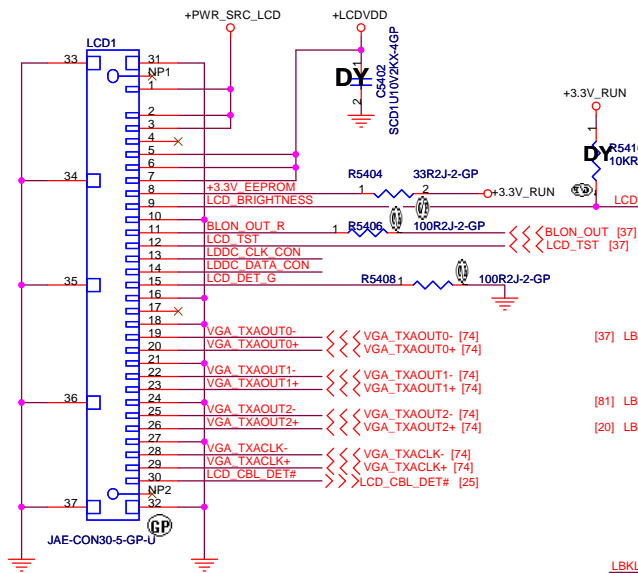 +PWR_SRC_LCD
+LCDVDD
LCD1
33
31
NP1
1
1
DY
C5402
SCD1U10V2KX-4GP
2
+3.3V_RUN
2
3
4
5
6
7
1
DY
R5410
10KR
34
8
+3.3V_EEPROM
R5404
1
2
33R2J-2-GP
+3.3V_RUN
9
LCD_BRIGHTNESS
LCD
10
11
BLON_OUT_R
1
R5406
100R2J-2-GP
BLON_OUT [37]
12
LCD_TST
LCD_TST [37]
13
LDDC_CLK_CON
14
LDDC_DATA_CON
35
15
LCD_DET_G
R5408
1
100R2J-2-GP
16
17
18
19
VGA_TXAOUT0-
VGA_TXAOUT0- [74]
[37] LB
20
VGA_TXAOUT0+
VGA_TXAOUT0+ [74]
21
22
VGA_TXAOUT1-
VGA_TXAOUT1- [74]
23
VGA_TXAOUT1+
VGA_TXAOUT1+ [74]
36
24
[81] LB
25
VGA_TXAOUT2-
VGA_TXAOUT2- [74]
26
VGA_TXAOUT2+
VGA_TXAOUT2+ [74]
[20] LB
27
28
VGA_TXACLK-
VGA_TXACLK- [74]
29
VGA_TXACLK+
VGA_TXACLK+ [74]
30
LCD_CBL_DET#
LCD_CBL_DET# [25]
NP2
37
32
GP
JAE-CON30-5-GP-U
LBKL